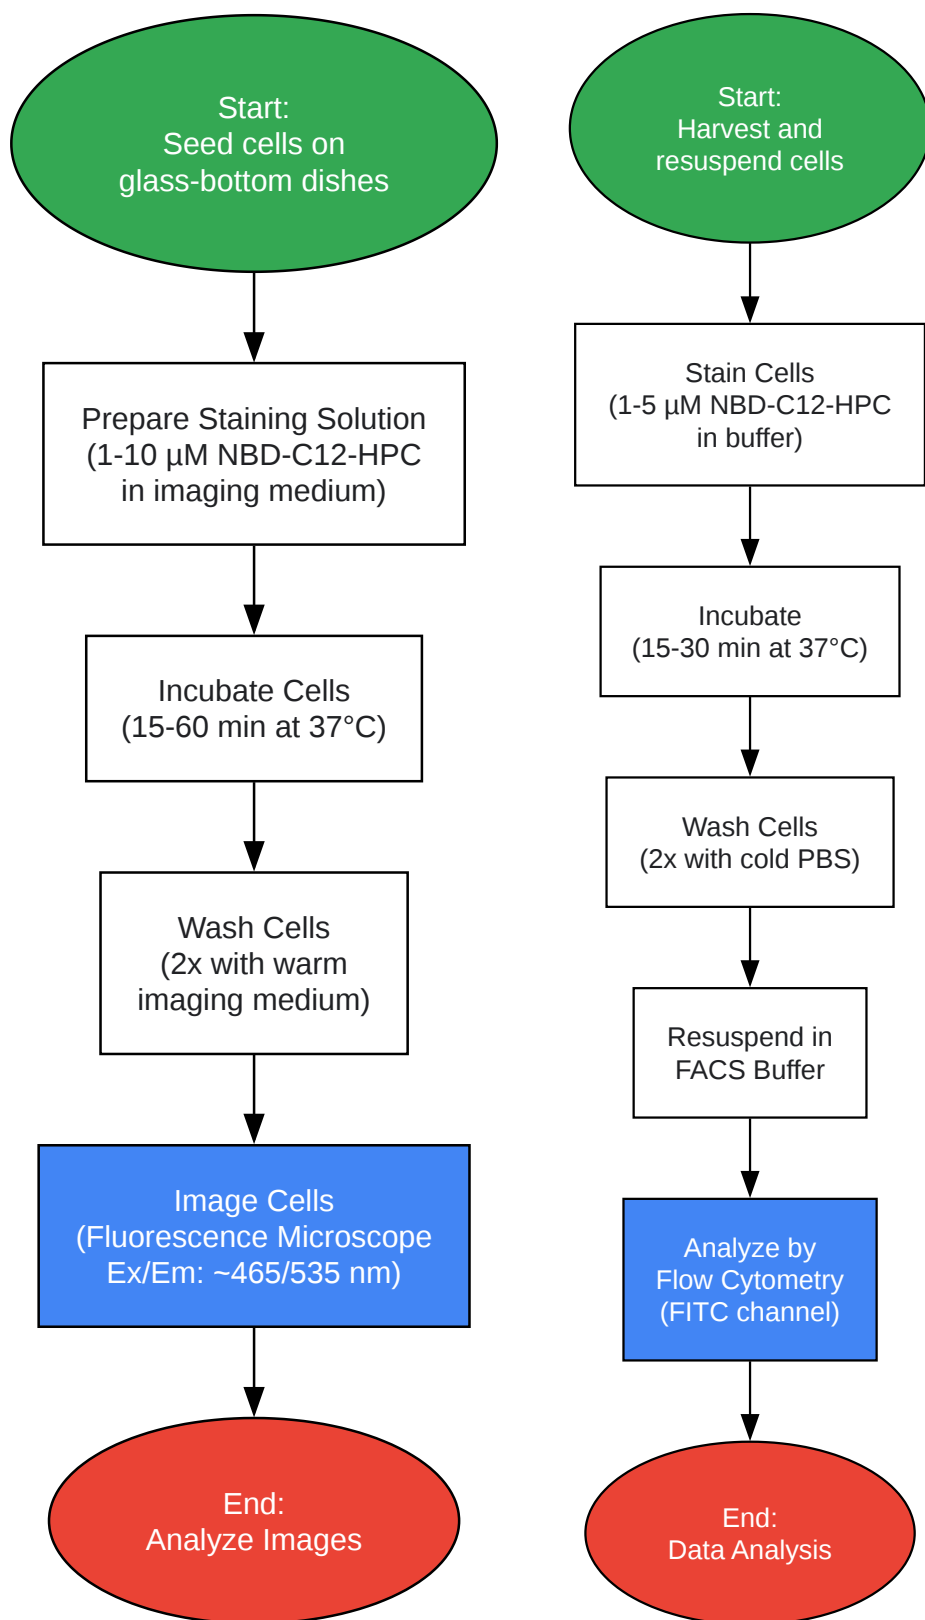 Start:
Seed cells on
glass-bottom dishes
Prepare Staining Solution
(1-10 µM NBD-C12-HPC
in imaging medium)
Incubate Cells
(15-60 min at 37°C)
Wash Cells
(2x with warm
imaging medium)
Image Cells
(Fluorescence Microscope
Ex/Em: ~465/535 nm)
End:
Analyze Images
Start:
Harvest and
resuspend cells
Stain Cells
(1-5 µM NBD-C12-HPC
in buffer)
Incubate
(15-30 min at 37°C)
Wash Cells
(2x with cold PBS)
Resuspend in
FACS Buffer
Analyze by
Flow Cytometry
(FITC channel)
End:
Data Analysis